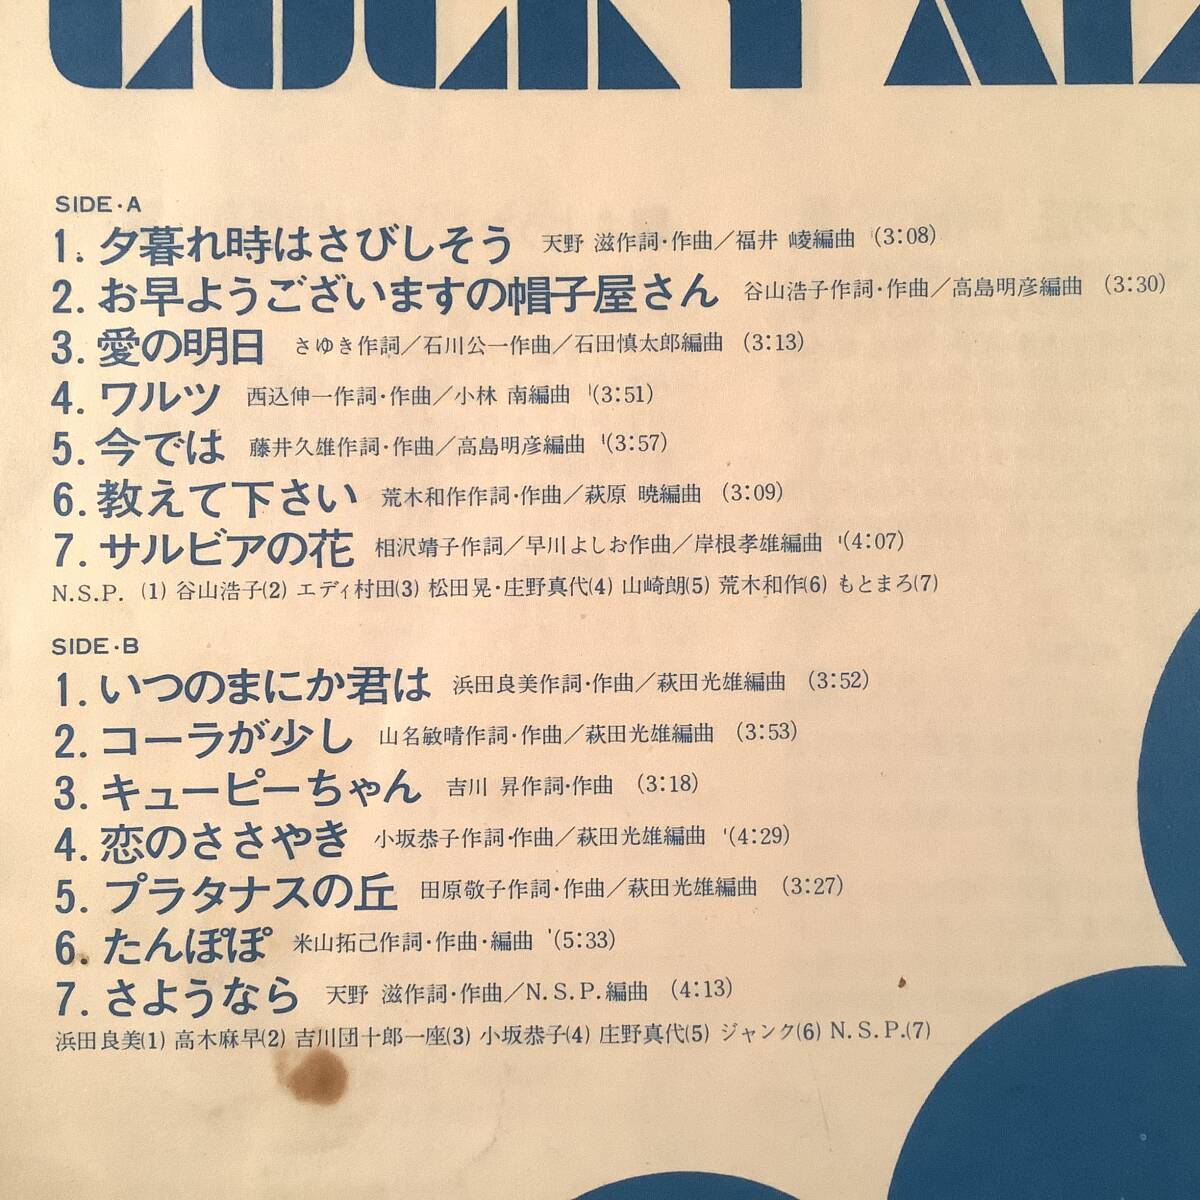 LUCKY
SIDE・A
1. 夕暮れ時はさびしそう 天野 滋作詞・作曲／福井 崚編曲 (3:08)
2. お早ようございますの帽子屋さん 谷山浩子作詞・作曲／高島明彦編曲 (3:30)
3. 愛の明日 さゆき作詞／石川公一作曲／石田慎太郎編曲 (3:13)
4. ワルツ 西込伸一作詞・作曲／小林 南編曲 (3:51)
5. 今では 藤井久雄作詞・作曲／高島明彦編曲 (3:57)
6. 教えて下さい 荒木和作作詞・作曲／萩原 暁編曲 (3:09)
7. サルビアの花 相沢靖子作詞／早川よしお作曲／岸根孝雄編曲 (4:07)
N.S.P. (1) 谷山浩子(2) エディ村田(3) 松田晃・庄野真代(4) 山崎朗(5) 荒木和作(6) もとまろ(7)
SIDE・B
1. いつのまにか君は 浜田良美作詞・作曲／萩田光雄編曲 (3:52)
2. コーラが少し 山名敏晴作詞・作曲／萩田光雄編曲 (3:53)
3. キューピーちゃん 吉川 昇作詞・作曲 (3:18)
4. 恋のささやき 小坂恭子作詞・作曲／萩田光雄編曲 (4:29)
5. プラタナスの丘 田原敬子作詞・作曲／萩田光雄編曲 (3:27)
6. たんぽぽ 米山拓己作詞・作曲・編曲 (5:33)
7. さようなら 天野 滋作詞・作曲／N.S.P.編曲 (4:13)
浜田良美(1) 高木麻早(2) 吉川団十郎一座(3) 小坂恭子(4) 庄野真代(5) ジャンク(6) N.S.P.(7)